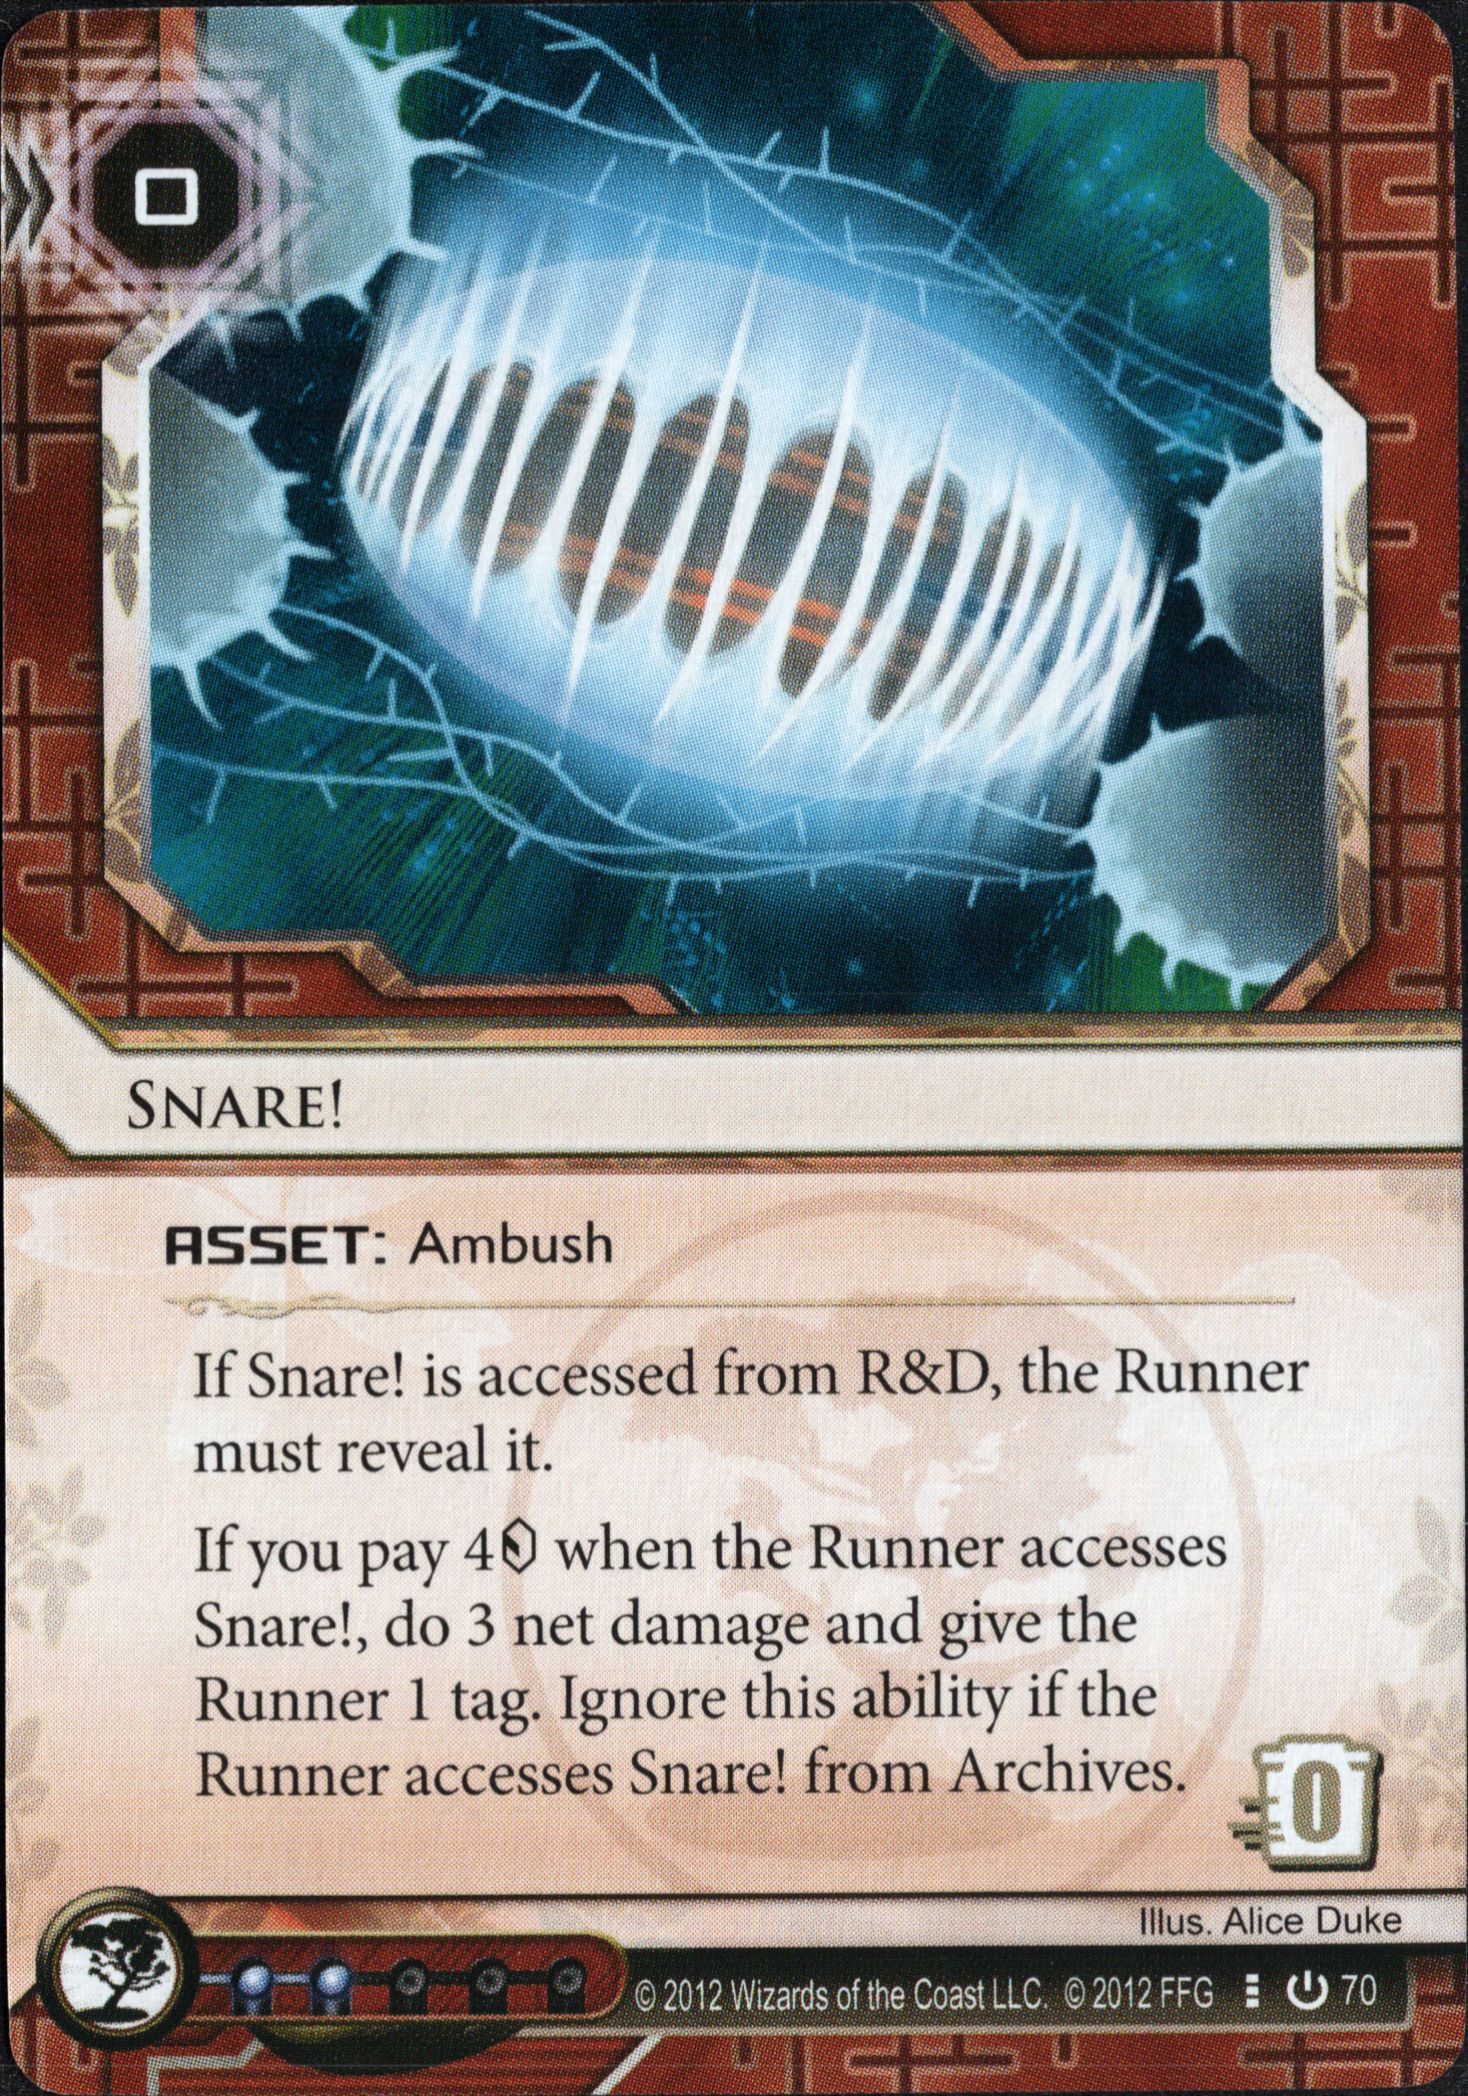 0
SNARE!
ASSET: Ambush
If Snare! is accessed from R&D, the Runner
must reveal it.
If you pay 4 when the Runner accesses
Snare!, do 3 net damage and give the
Runner 1 tag. Ignore this ability if the
Runner accesses Snare! from Archives.
0
Illus. Alice Duke
© 2012 Wizards of the Coast LLC. © 2012 FFG 70